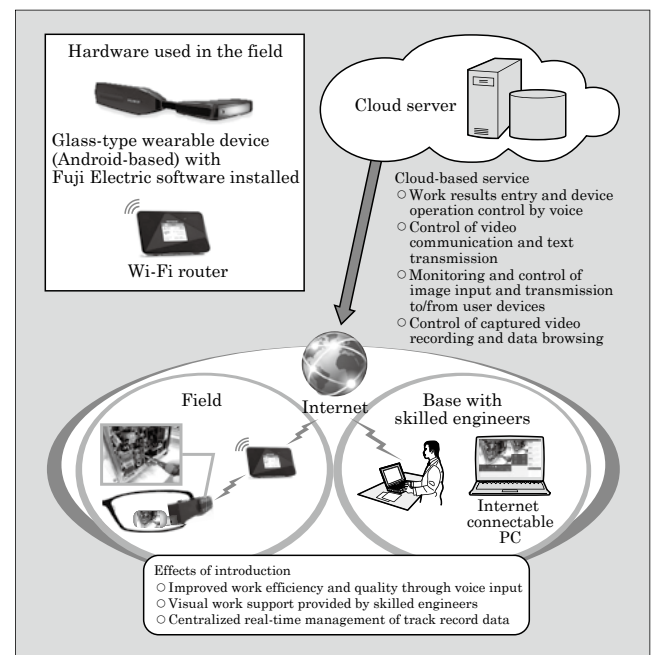 Hardware used in the field
Glass-type wearable device
(Android-based) with
Fuji Electric software installed
Wi-Fi router
Cloud server
Cloud-based service
○ Work results entry and device
operation control by voice
○ Control of video
communication and text
transmission
○ Monitoring and control of
image input and transmission
to/from user devices
○ Control of captured video
recording and data browsing
Field
Internet
Base with
skilled engineers
Internet
connectable
PC
Effects of introduction
○ Improved work efficiency and quality through voice input
○ Visual work support provided by skilled engineers
○ Centralized real-time management of track record data